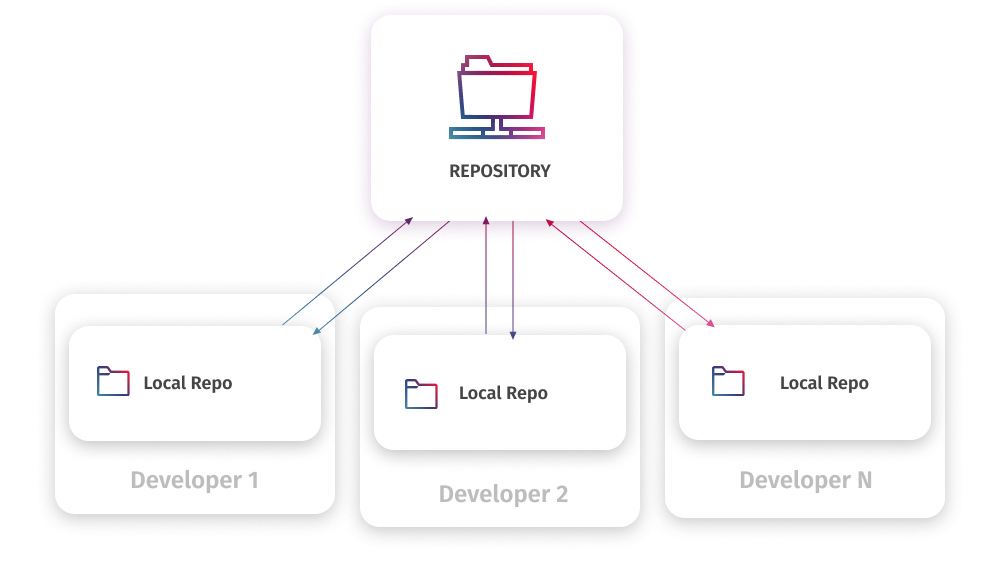 REPOSITORY
Local Repo
Local Repo
Local Repo
Developer 1
Developer 2
Developer N